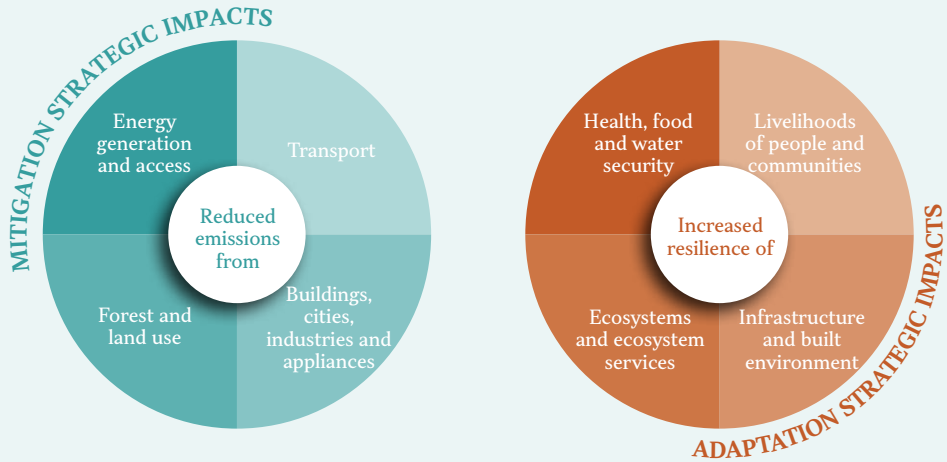 MITIGATION STRATEGIC IMPACTS
Energy
generation
and access
Transport
Reduced
emissions
from
Forest and
land use
Buildings,
cities,
industries and
appliances
Health, food
and water
security
Livelihoods
of people and
communities
Increased
resilience of
Ecosystems
and ecosystem
services
Infrastructure
and built
environment
ADAPTATION STRATEGIC IMPACTS